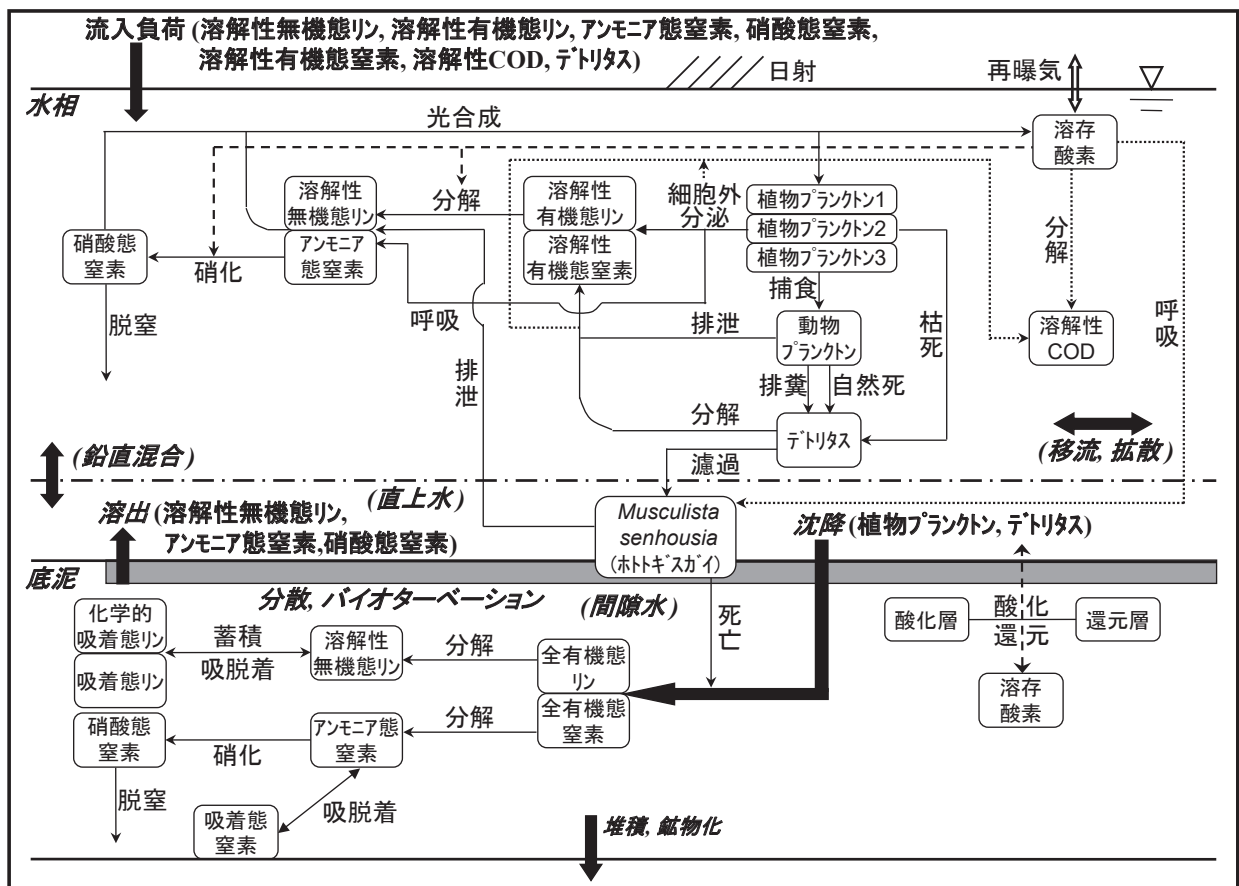 流入負荷 (溶解性無機態リン, 溶解性有機態リン, アンモニア態窒素, 硝酸態窒素,
溶解性有機態窒素, 溶解性COD, デトリタス)
日射
再曝気
水相
光合成
溶存
酸素
溶解性
無機態リン
分解
溶解性
有機態リン
細胞外
分泌
植物プランクトン1
植物プランクトン2
植物プランクトン3
硝酸態
窒素
硝化
アンモニア
態窒素
溶解性
有機態窒素
分解
捕食
脱窒
呼吸
排泄
動物
プランクトン
枯死
溶解性
COD
呼吸
排泄
排糞
自然死
分解
デトリタス
(鉛直混合)
濾過
(移流, 拡散)
(直上水)
溶出 (溶解性無機態リン,
アンモニア態窒素,硝酸態窒素)
Musculista
senhousia
(ホトトギスガイ)
沈降 (植物プランクトン, デトリタス)
底泥
分散, バイオターベーション
(間隙水)
化学的
吸着態リン
吸着態リン
蓄積
吸脱着
溶解性
無機態リン
分解
全有機態
リン
死亡
酸化層
酸化
還元
還元層
溶存
酸素
硝酸態
窒素
硝化
アンモニア態
窒素
分解
全有機態
窒素
脱窒
吸着態
窒素
吸脱着
堆積, 鉱物化